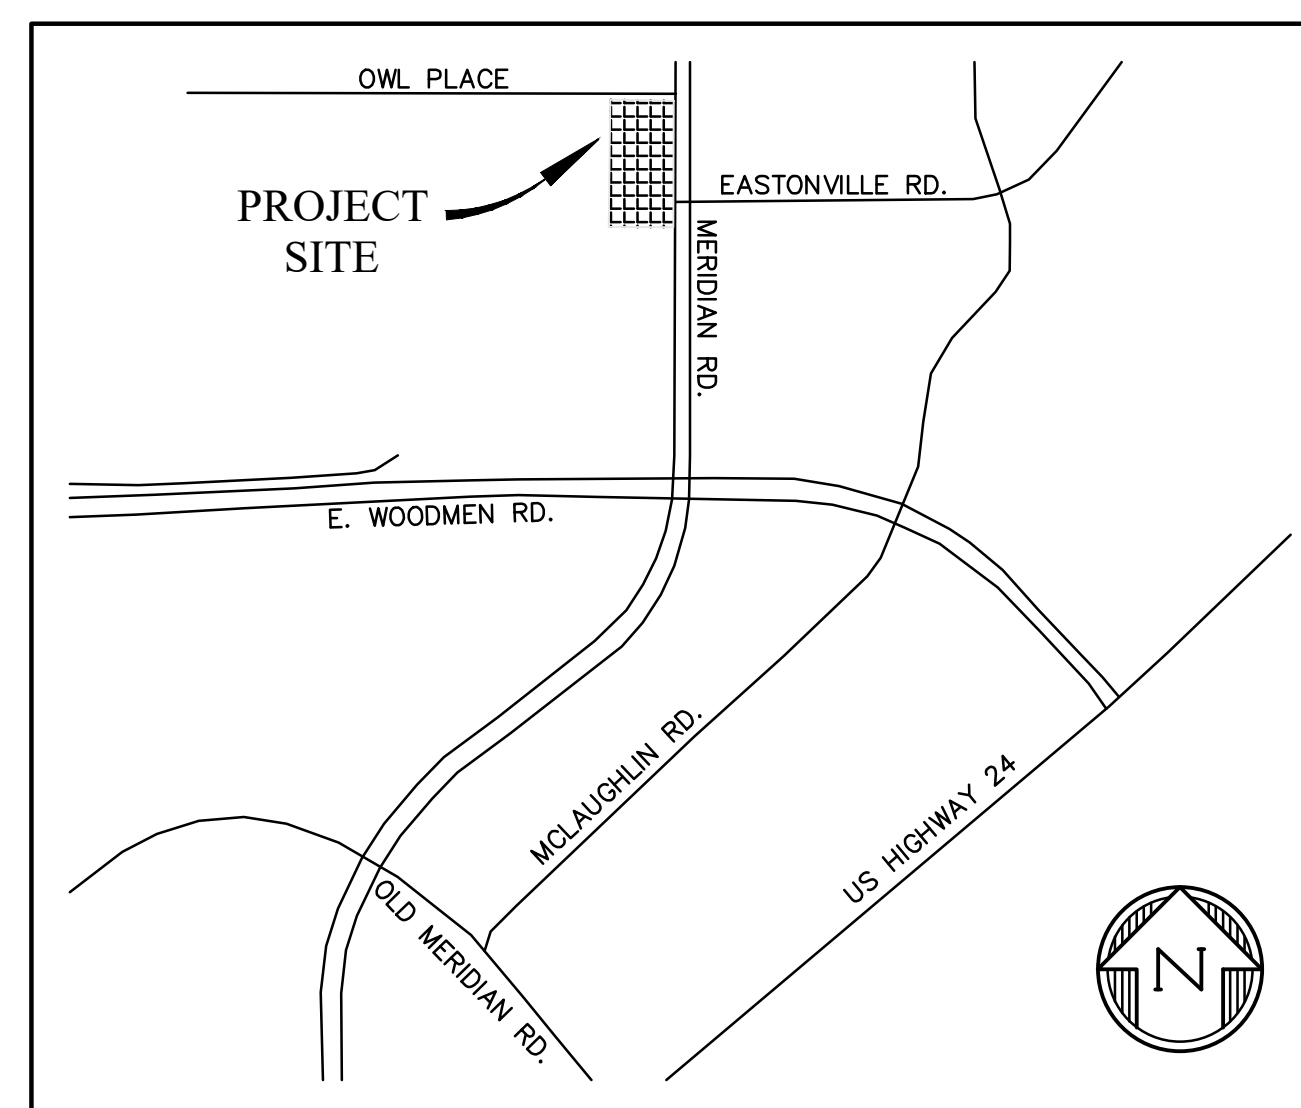 OWL PLACE
PROJECT
SITE
EASTONVILLE RD.
MERIDIAN RD.
E. WOODMEN RD.
MCLAUGHLIN RD.
US HIGHWAY 24
OLD MERIDIAN RD.
N